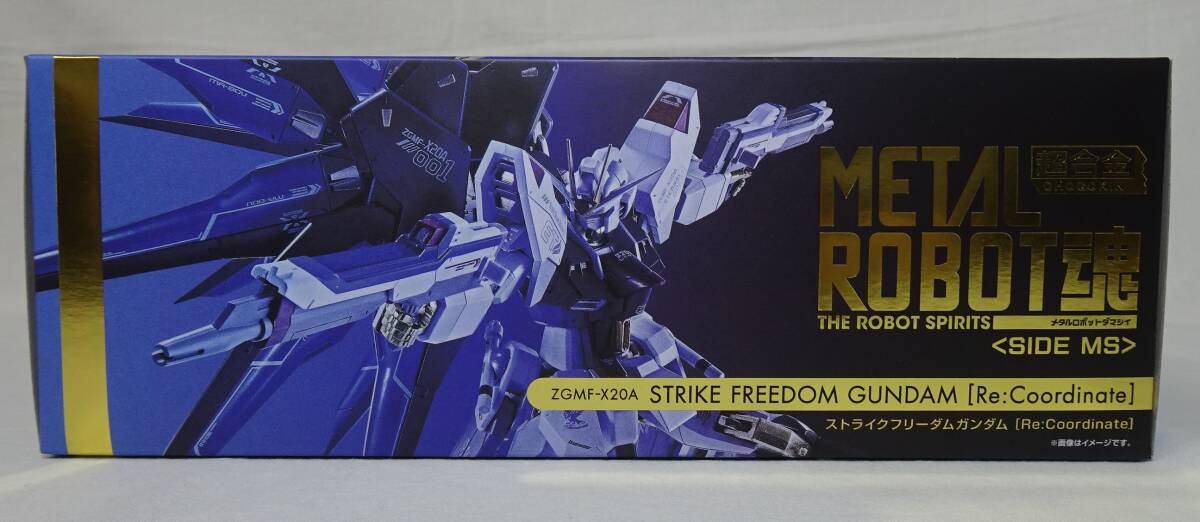 METAL 超合金
CHOGOKIN
ROBOT魂
THE ROBOT SPIRITS メタルロボットダマシイ
<SIDE MS>
ZGMF-X20A STRIKE FREEDOM GUNDAM [Re:Coordinate]
ストライクフリーダムガンダム [Re:Coordinate]
※画像はイメージです。
ZGMF-X20A
///001